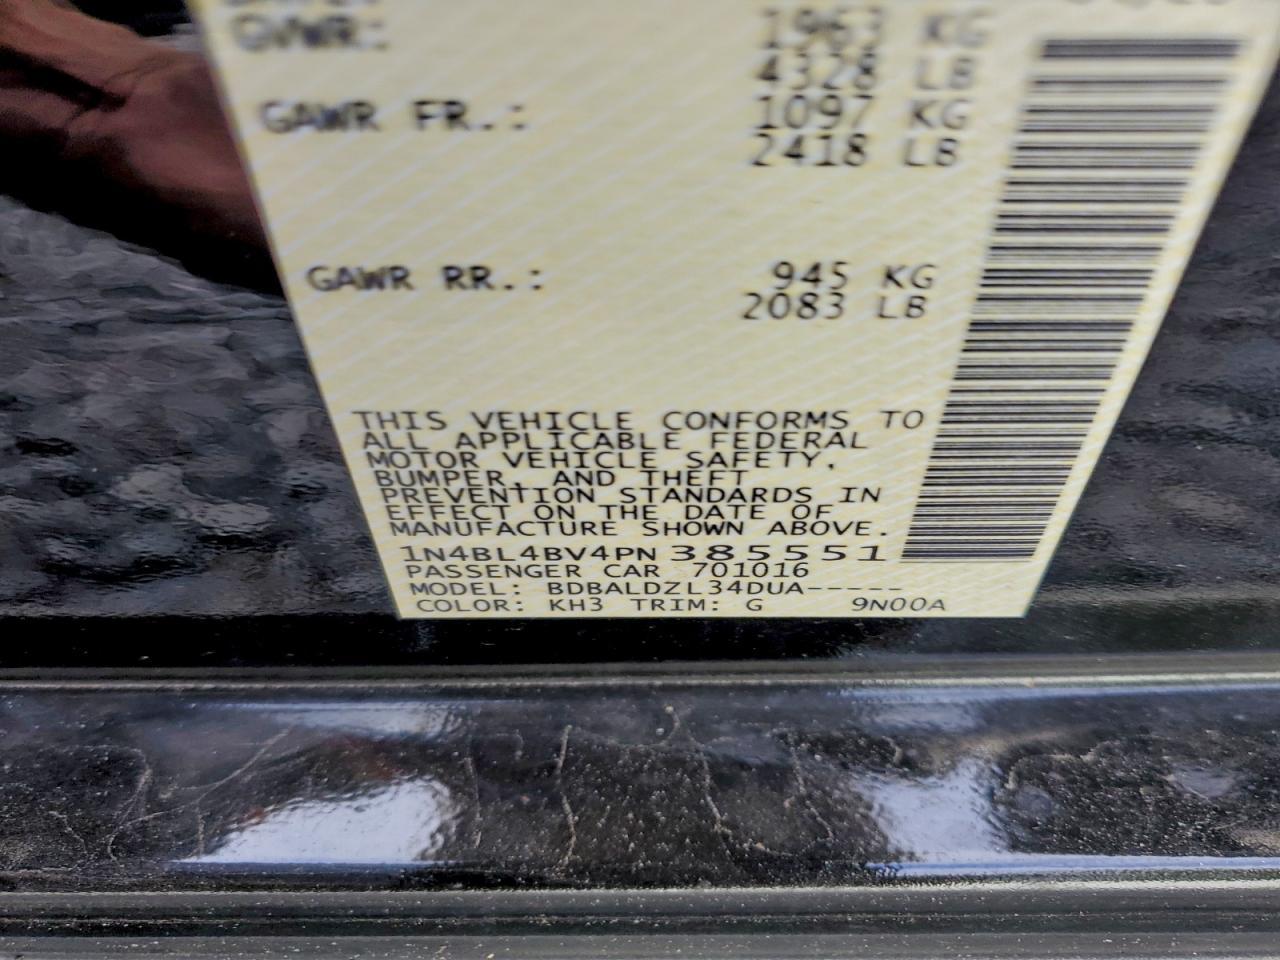 GVWR: 1963 KG
4328 LB
GAWR FR.: 1097 KG
2418 LB
GAWR RR.: 945 KG
2083 LB
THIS VEHICLE CONFORMS TO
ALL APPLICABLE FEDERAL
MOTOR VEHICLE SAFETY,
BUMPER, AND THEFT
PREVENTION STANDARDS IN
EFFECT ON THE DATE OF
MANUFACTURE SHOWN ABOVE.
1N4BL4BV4PN385551
PASSENGER CAR 701016
MODEL: BDBALDZL34DUA-----
COLOR: KH3 TRIM: G 9N00A